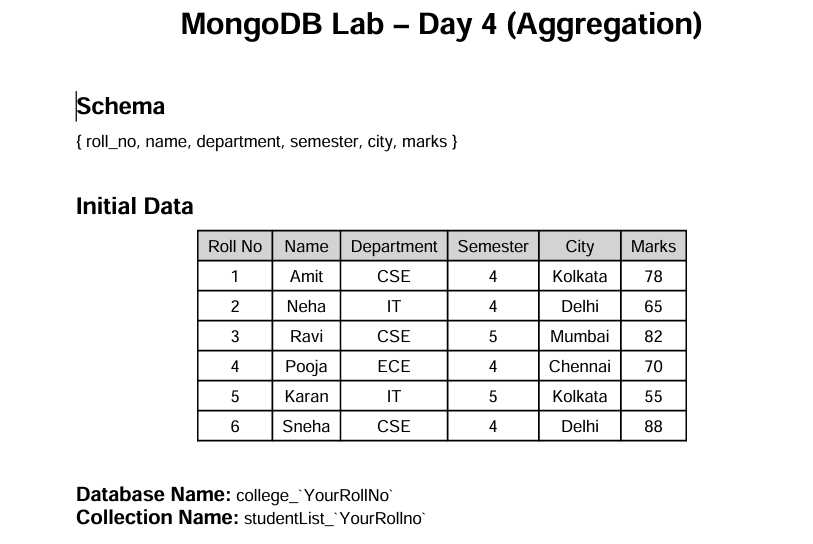 MongoDB Lab – Day 4 (Aggregation)
Schema
{ roll_no, name, department, semester, city, marks }
Initial Data
Roll No Name Department Semester City Marks
1 Amit CSE 4 Kolkata 78
2 Neha IT 4 Delhi 65
3 Ravi CSE 5 Mumbai 82
4 Pooja ECE 4 Chennai 70
5 Karan IT 5 Kolkata 55
6 Sneha CSE 4 Delhi 88
Database Name: college_`YourRollNo`
Collection Name: studentList_`YourRollno`